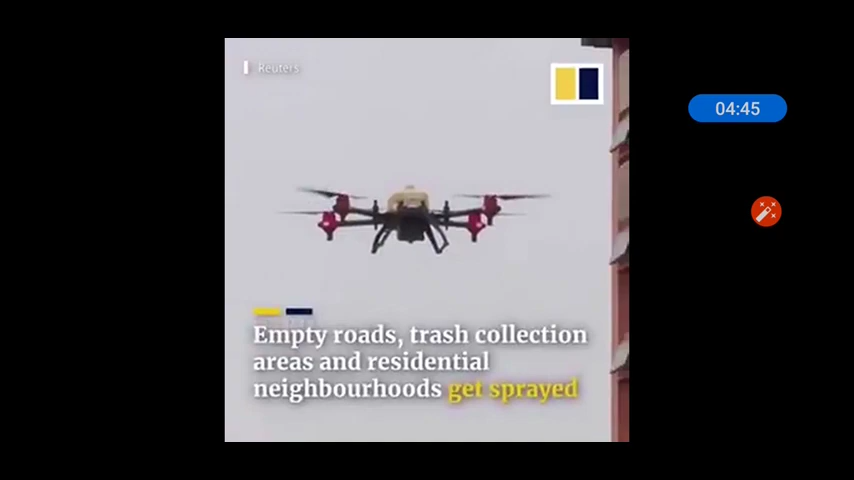 Reuters
04:45
Empty roads, trash collection
areas and residential
neighbourhoods get sprayed